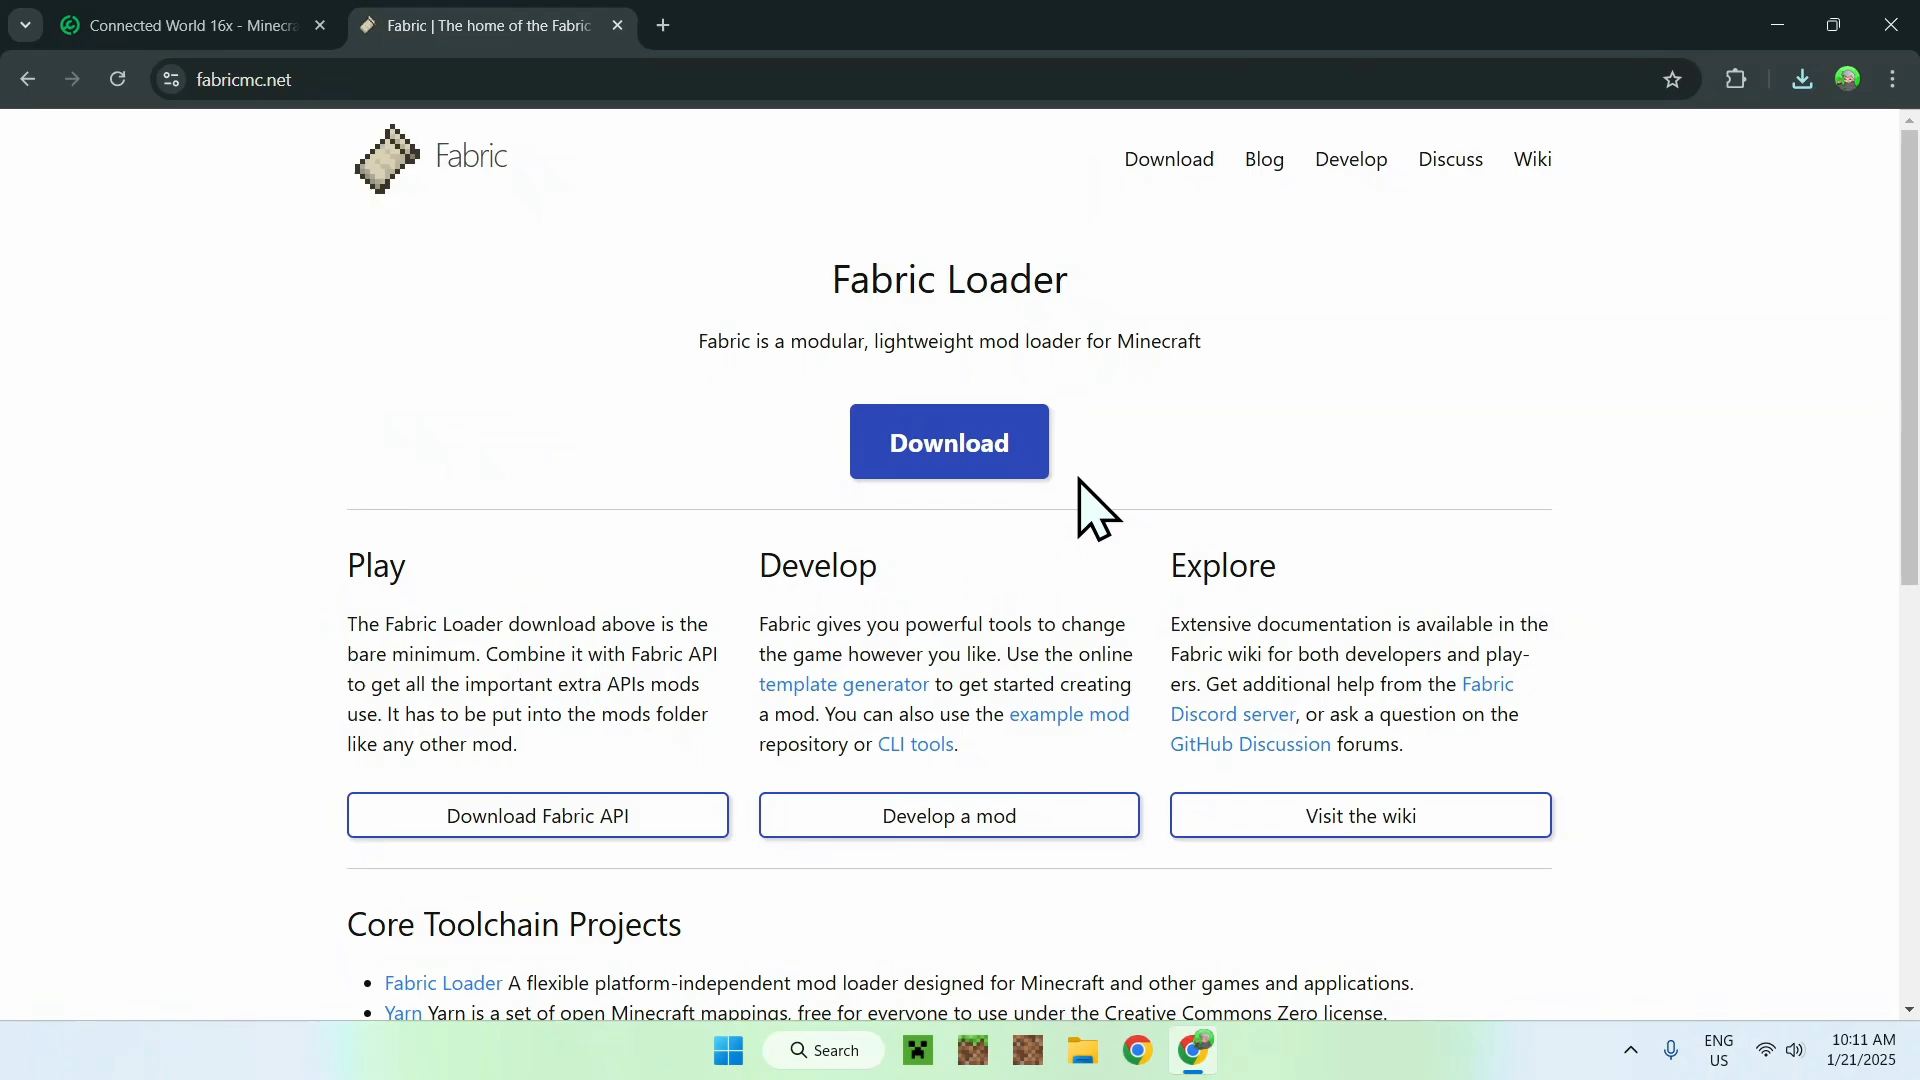 Connected World 16x - Minecra
Fabric | The home of the Fabric
fabricmc.net
Fabric
Download Blog Develop Discuss Wiki
Fabric Loader
Fabric is a modular, lightweight mod loader for Minecraft
Download
Play
The Fabric Loader download above is the
bare minimum. Combine it with Fabric API
to get all the important extra APIs mods
use. It has to be put into the mods folder
like any other mod.
Download Fabric API
Develop
Fabric gives you powerful tools to change
the game however you like. Use the online
template generator to get started creating
a mod. You can also use the example mod
repository or CLI tools.
Develop a mod
Explore
Extensive documentation is available in the
Fabric wiki for both developers and play-
ers. Get additional help from the Fabric
Discord server, or ask a question on the
GitHub Discussion forums.
Visit the wiki
Core Toolchain Projects
• Fabric Loader A flexible platform-independent mod loader designed for Minecraft and other games and applications.
• Yarn Yarn is a set of open Minecraft mappings, free for everyone to use under the Creative Commons Zero license.
Search
ENG
US
10:11 AM
1/21/2025